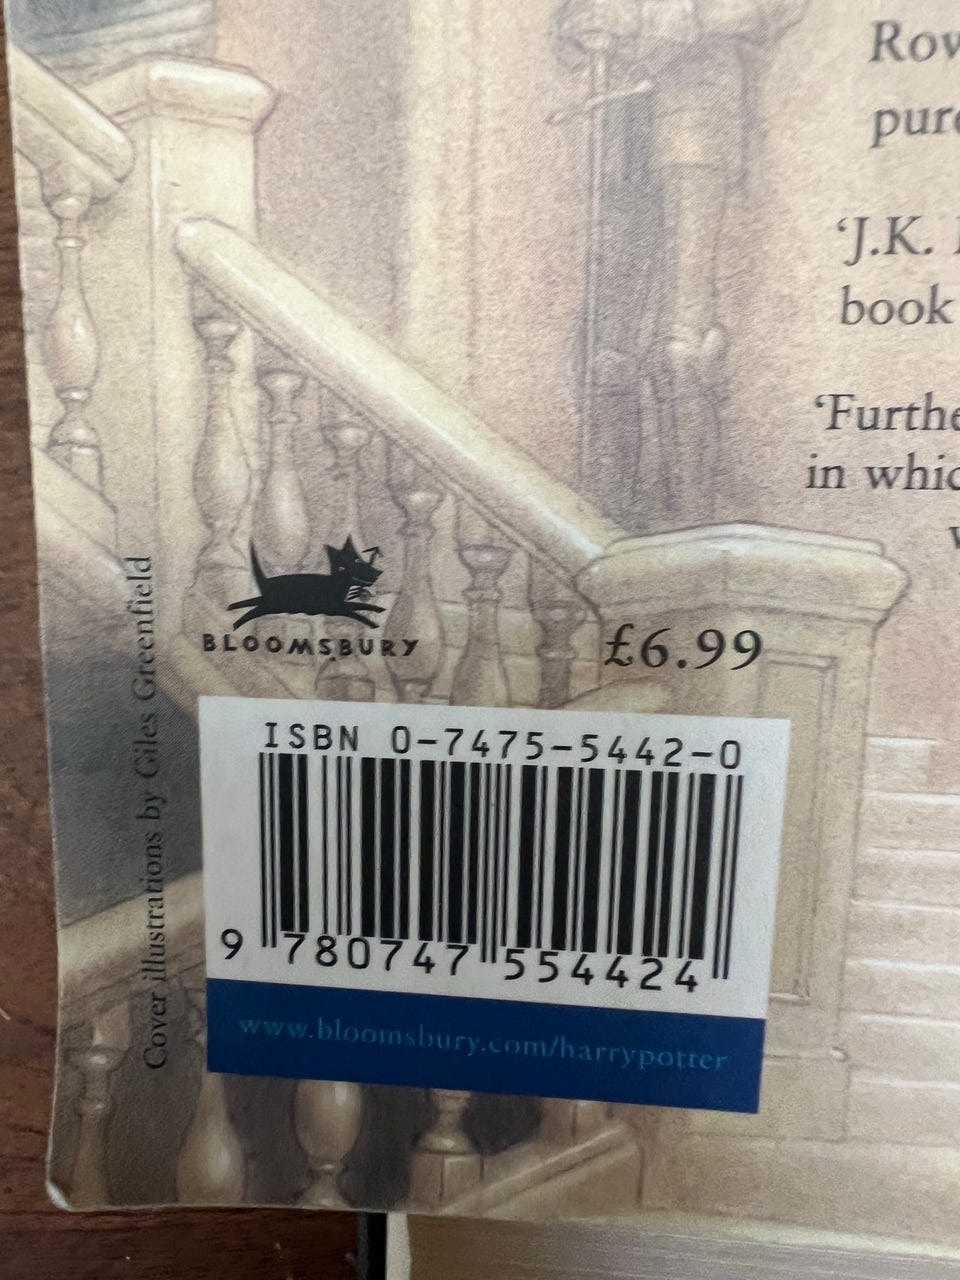 Row
pure
‘J.K.
book
‘Furthe
in whic
Cover illustrations by Giles Greenfield
BLOOMSBURY
£6.99
ISBN 0-7475-5442-0
9 780747 554424
www.bloomsbury.com/harrypotter